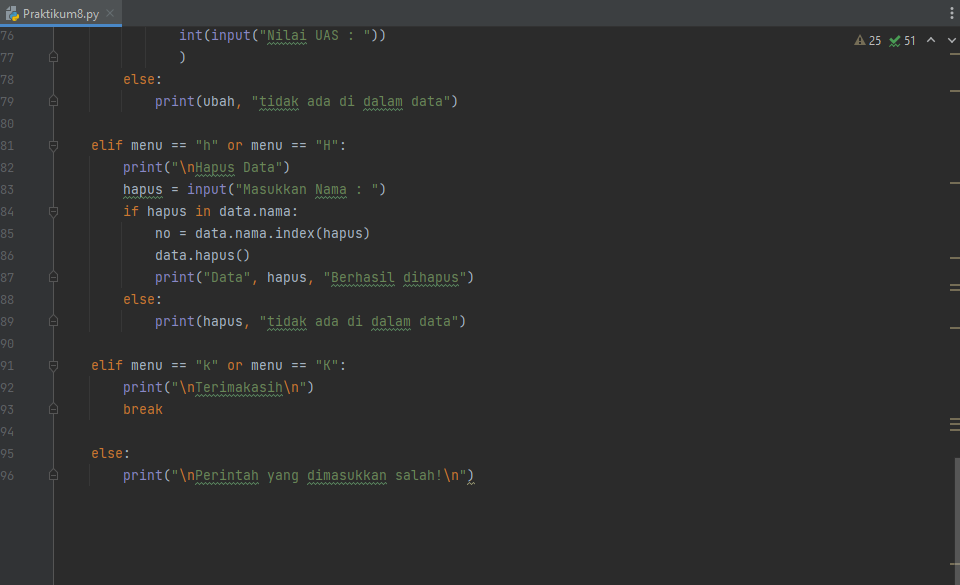 Praktikum8.py
25 51
76 int(input("Nilai UAS : "))
77 )
78 else:
79 print(ubah, "tidak ada di dalam data")
80
81 elif menu == "h" or menu == "H":
82 print("\nHapus Data")
83 hapus = input("Masukkan Nama : ")
84 if hapus in data.nama:
85 no = data.nama.index(hapus)
86 data.hapus()
87 print("Data", hapus, "Berhasil dihapus")
88 else:
89 print(hapus, "tidak ada di dalam data")
90
91 elif menu == "k" or menu == "K":
92 print("\nTerimakasih\n")
93 break
94
95 else:
96 print("\nPerintah yang dimasukkan salah!\n")